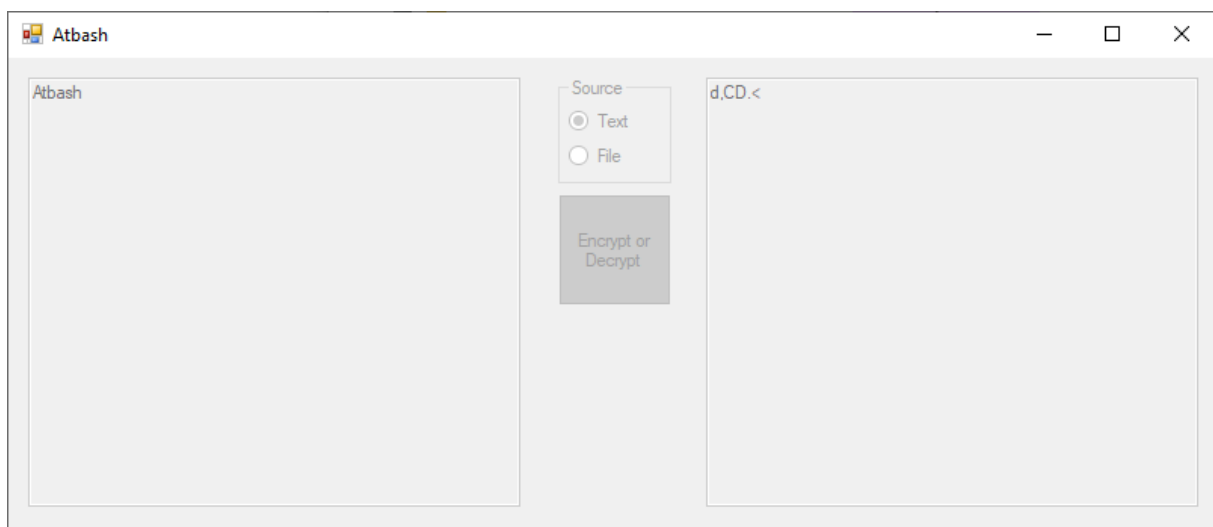 Atbash
Atbash
Source
Text
File
Encrypt or
Decrypt
d,CD.<